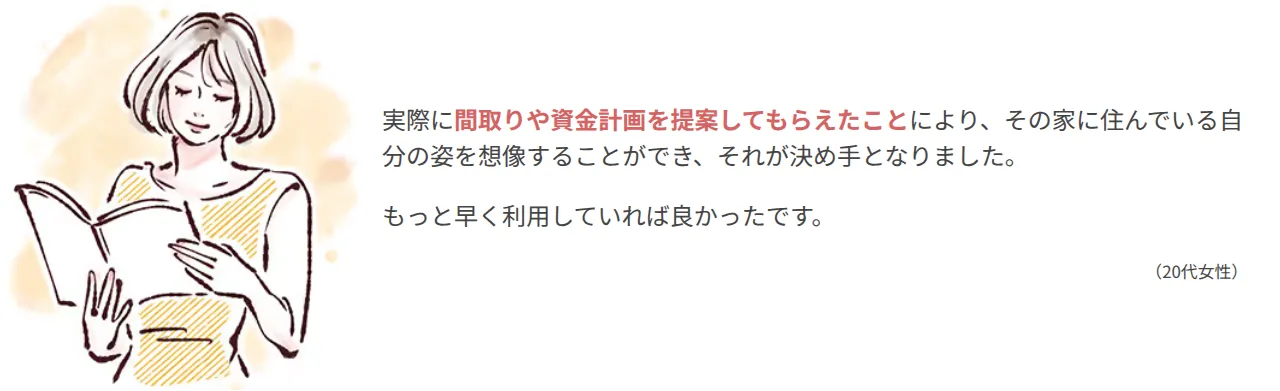 実際に間取りや資金計画を提案してもらえたことにより、その家に住んでいる自
分の姿を想像することができ、それが決め手となりました。
もっと早く利用していれば良かったです。
（20代女性）